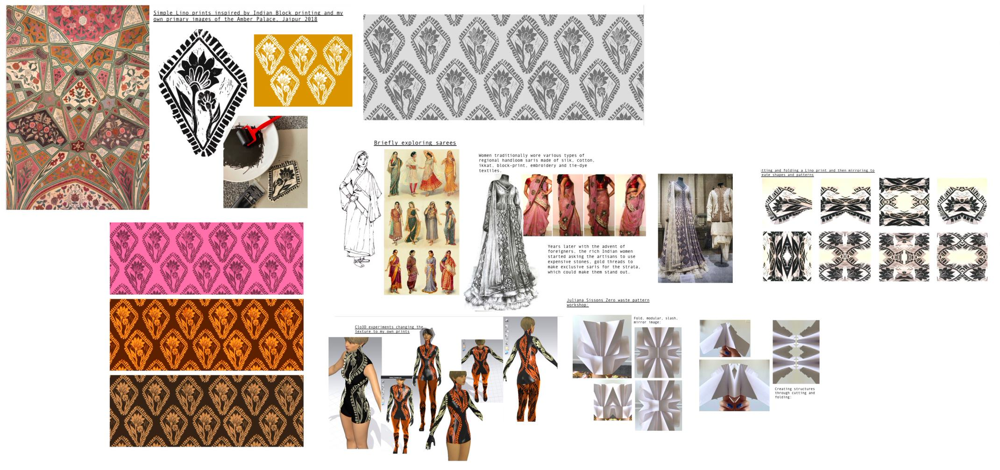 Simple Lino prints inspired by Indian Block printing and my
own primary images of the Amber Palace, Jaipur 2018
Briefly exploring sarees
Women traditionally wore various types of
regional handloom saris made of silk, cotton,
ikkat, block-print, embroidery and tie-dye
textiles.
Years later with the advent of
foreigners, the rich Indian women
started asking the artisans to use
expensive stones, gold threads to
make exclusive saris for the strata,
which could make them stand out.
tting and folding a Lino print and then mirroring to
eate shapes and patterns
Juliana Sissons Zero waste pattern
workshop:
Fold, modular, slash,
mirror image:
Creating structures
through cutting and
folding:
Clo3D experiments changing the
texture to my own prints